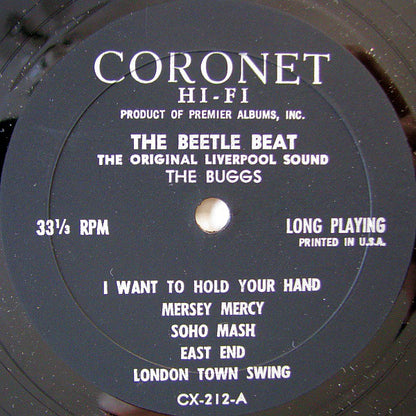 CORONET
HI-FI
PRODUCT OF PREMIER ALBUMS, INC.
THE BEETLE BEAT
THE ORIGINAL LIVERPOOL SOUND
THE BUGGS
33⅓ RPM
LONG PLAYING
PRINTED IN U.S.A.
I WANT TO HOLD YOUR HAND
MERSEY MERCY
SOHO MASH
EAST END
LONDON TOWN SWING
CX-212-A